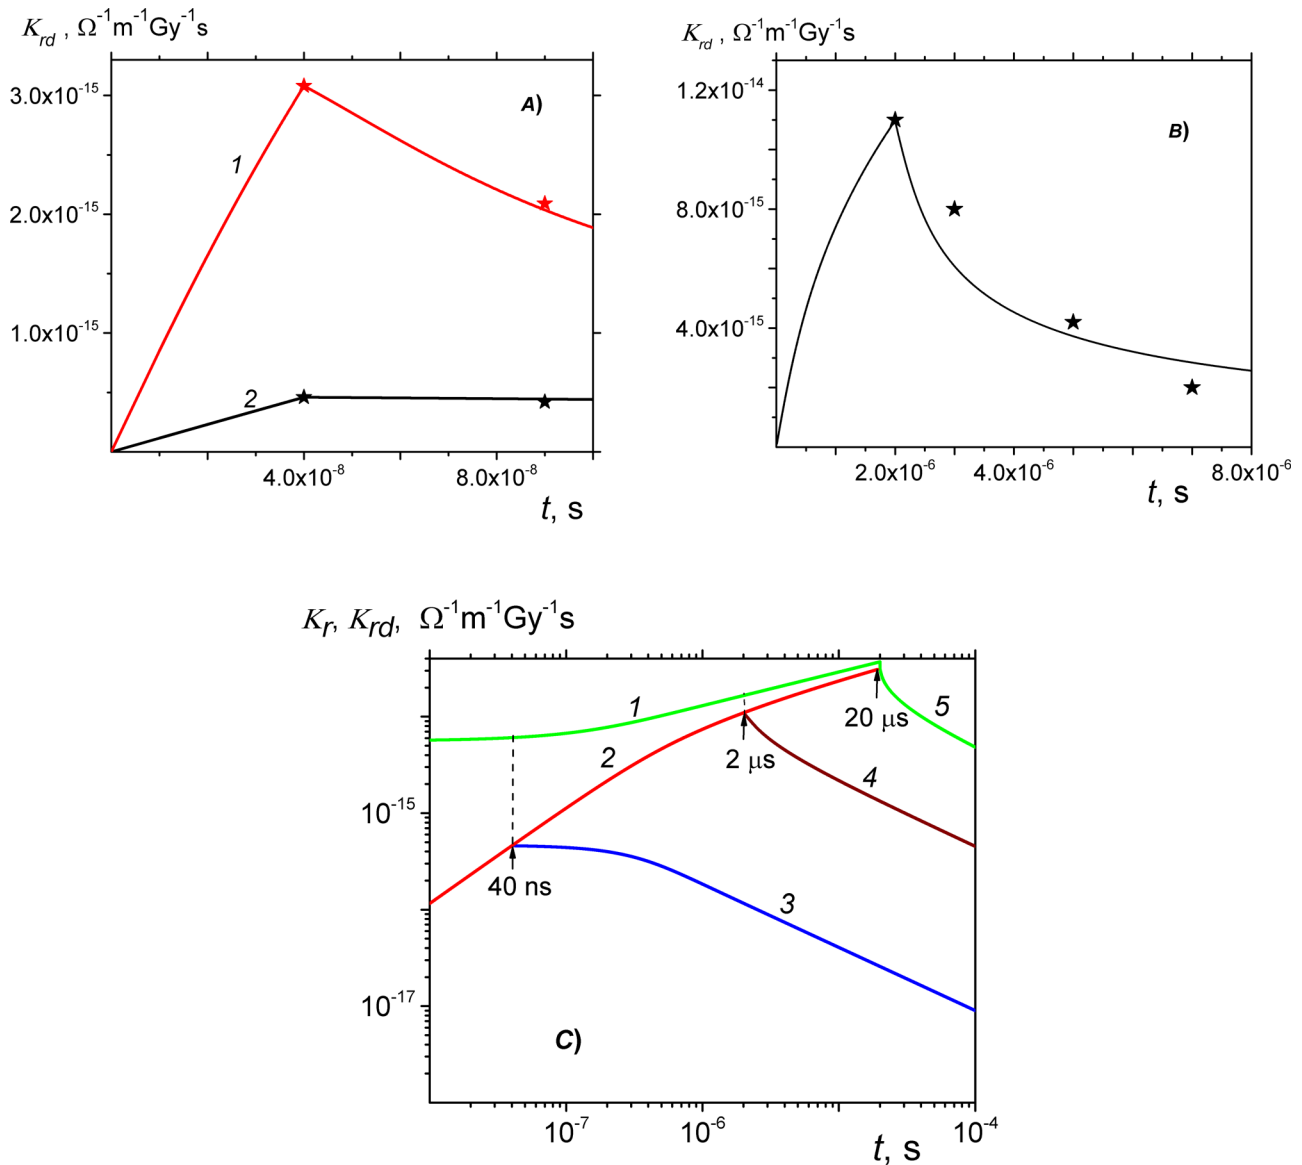 K_rd , Ω⁻¹m⁻¹Gy⁻¹s
3.0x10⁻¹⁵
2.0x10⁻¹⁵
1.0x10⁻¹⁵
A)
1
2
4.0x10⁻⁸
8.0x10⁻⁸
t, s
K_rd , Ω⁻¹m⁻¹Gy⁻¹s
1.2x10⁻¹⁴
8.0x10⁻¹⁵
4.0x10⁻¹⁵
B)
2.0x10⁻⁶
4.0x10⁻⁶
8.0x10⁻⁶
t, s
K_r, K_rd, Ω⁻¹m⁻¹Gy⁻¹s
1
2
5
20 μs
2 μs
4
10⁻¹⁵
40 ns
3
10⁻¹⁷
C)
10⁻⁷
10⁻⁶
10⁻⁴
t, s